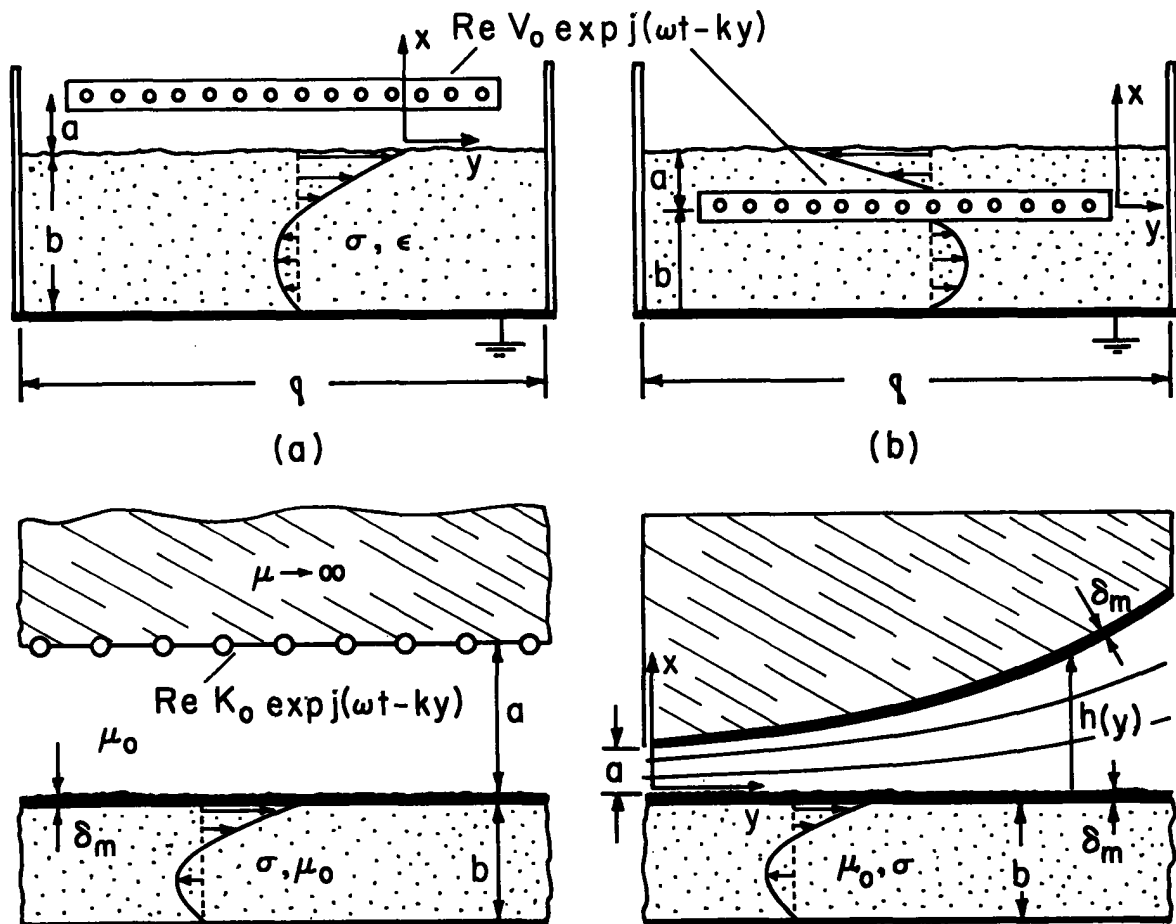 Re V₀ exp j(ωt-ky)
x
a
y
b
σ, ϵ
q
(a)
x
a
y
b
q
(b)
μ→∞
Re K₀ exp j(ωt-ky)
a
μ₀
δₘ
σ, μ₀
b
δₘ
x
h(y)
a
y
δₘ
μ₀, σ
b